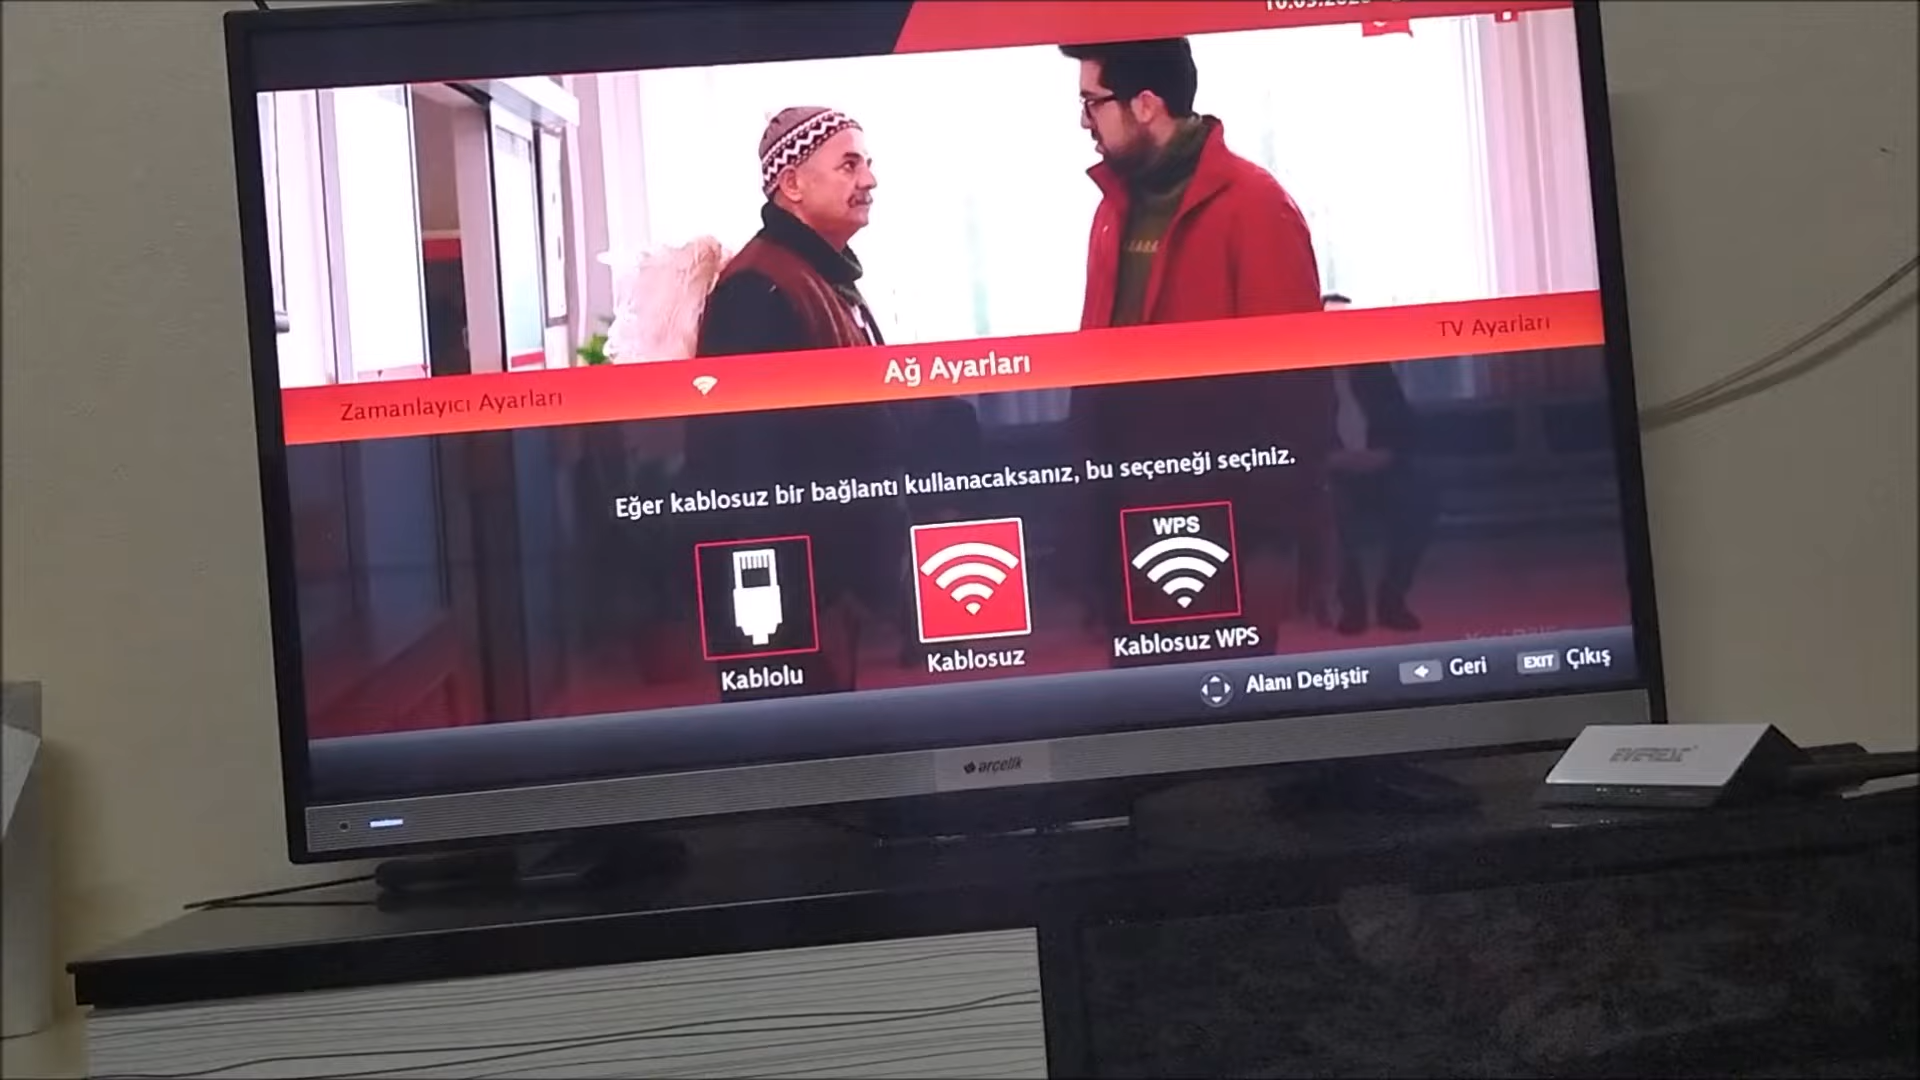 TV Ayarları
Ağ Ayarları
Zamanlayıcı Ayarları
Eğer kablosuz bir bağlantı kullanacaksanız, bu seçeneği seçiniz.
WPS
Kablolu
Kablosuz
Kablosuz WPS
Alanı Değiştir
Geri
EXIT Çıkış
arçelik